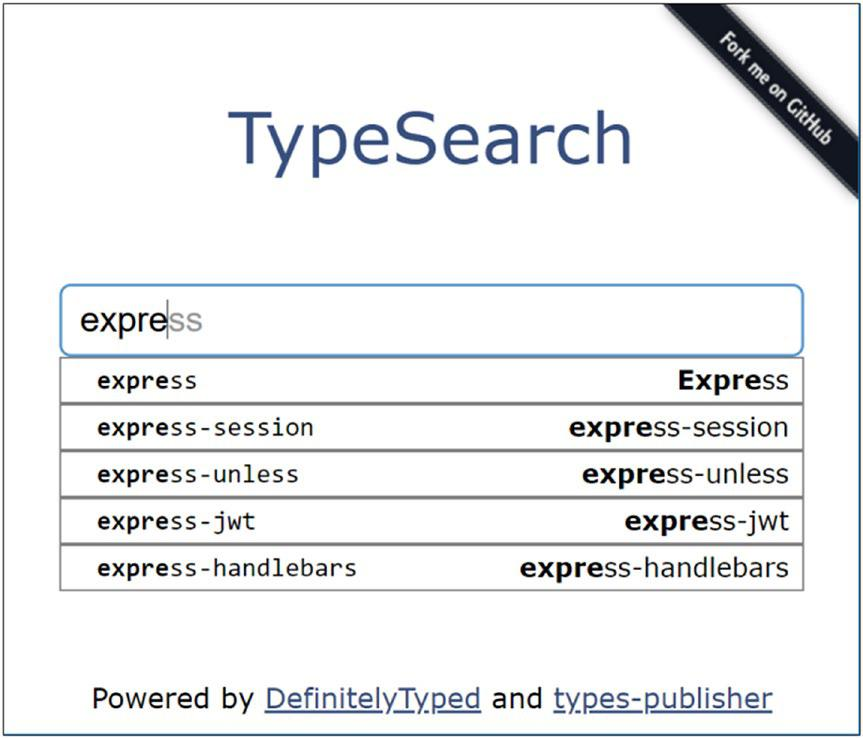 Fork me on GitHub
TypeSearch
express
express Express
express-session express-session
express-unless express-unless
express-jwt express-jwt
express-handlebars express-handlebars
Powered by DefinitelyTyped and types-publisher